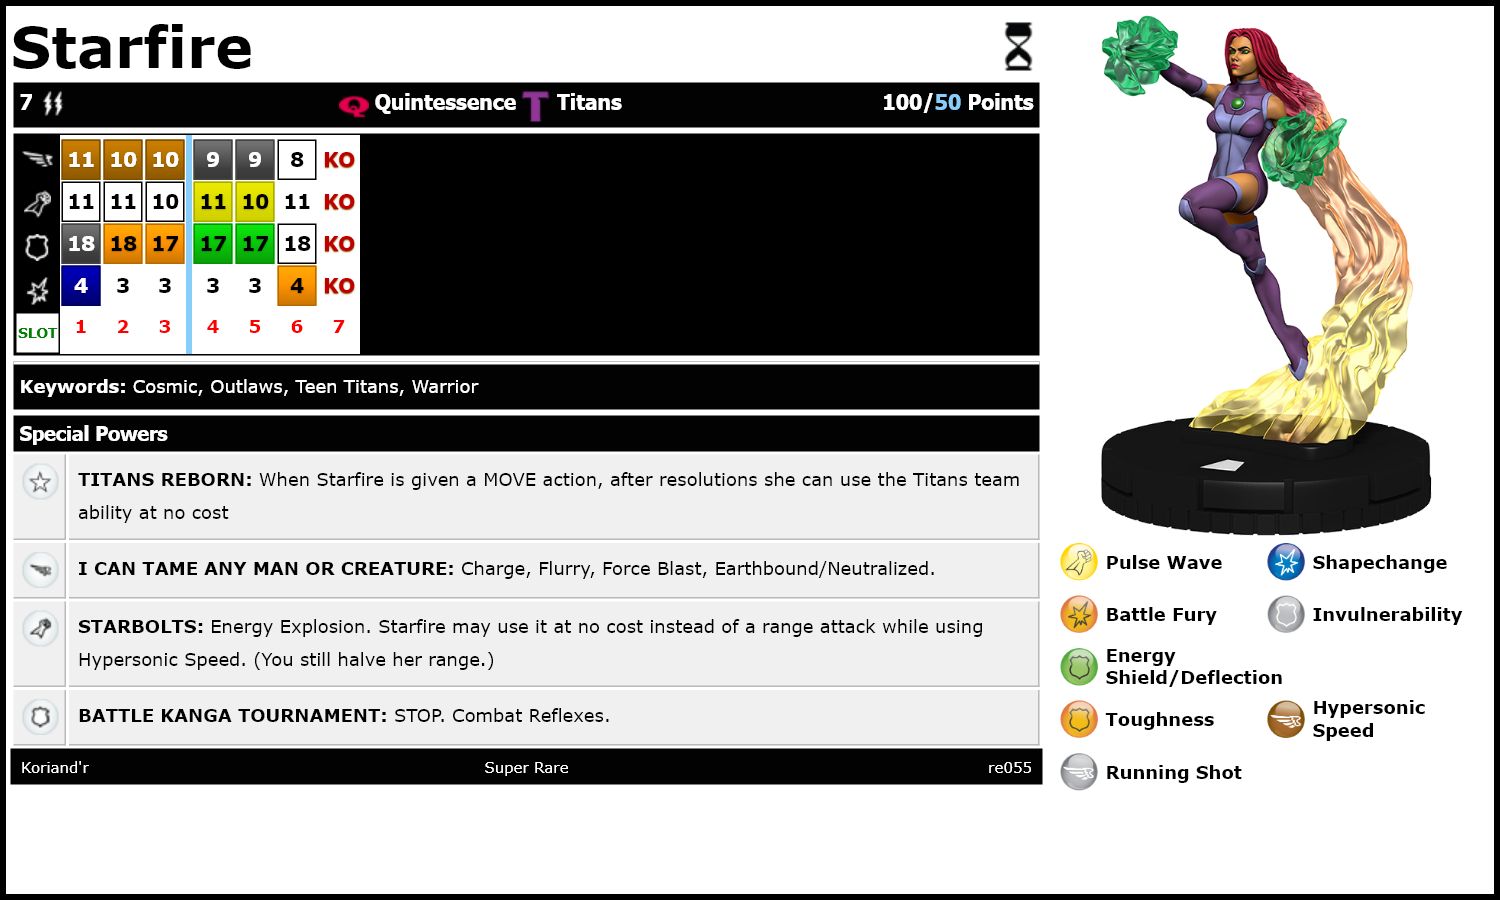 Starfire
7 Q Quintessence T Titans 100/50 Points
11 10 10 9 9 8 KO
11 11 10 11 10 11 KO
18 18 17 17 17 18 KO
4 3 3 3 3 4 KO
SLOT 1 2 3 4 5 6 7
Keywords: Cosmic, Outlaws, Teen Titans, Warrior
Special Powers
TITANS REBORN: When Starfire is given a MOVE action, after resolutions she can use the Titans team
ability at no cost
I CAN TAME ANY MAN OR CREATURE: Charge, Flurry, Force Blast, Earthbound/Neutralized.
STARBOLTS: Energy Explosion. Starfire may use it at no cost instead of a range attack while using
Hypersonic Speed. (You still halve her range.)
BATTLE KANGA TOURNAMENT: STOP. Combat Reflexes.
Koriand'r Super Rare re055
Pulse Wave Shapechange
Battle Fury Invulnerability
Energy
Shield/Deflection
Toughness Hypersonic
Speed
Running Shot